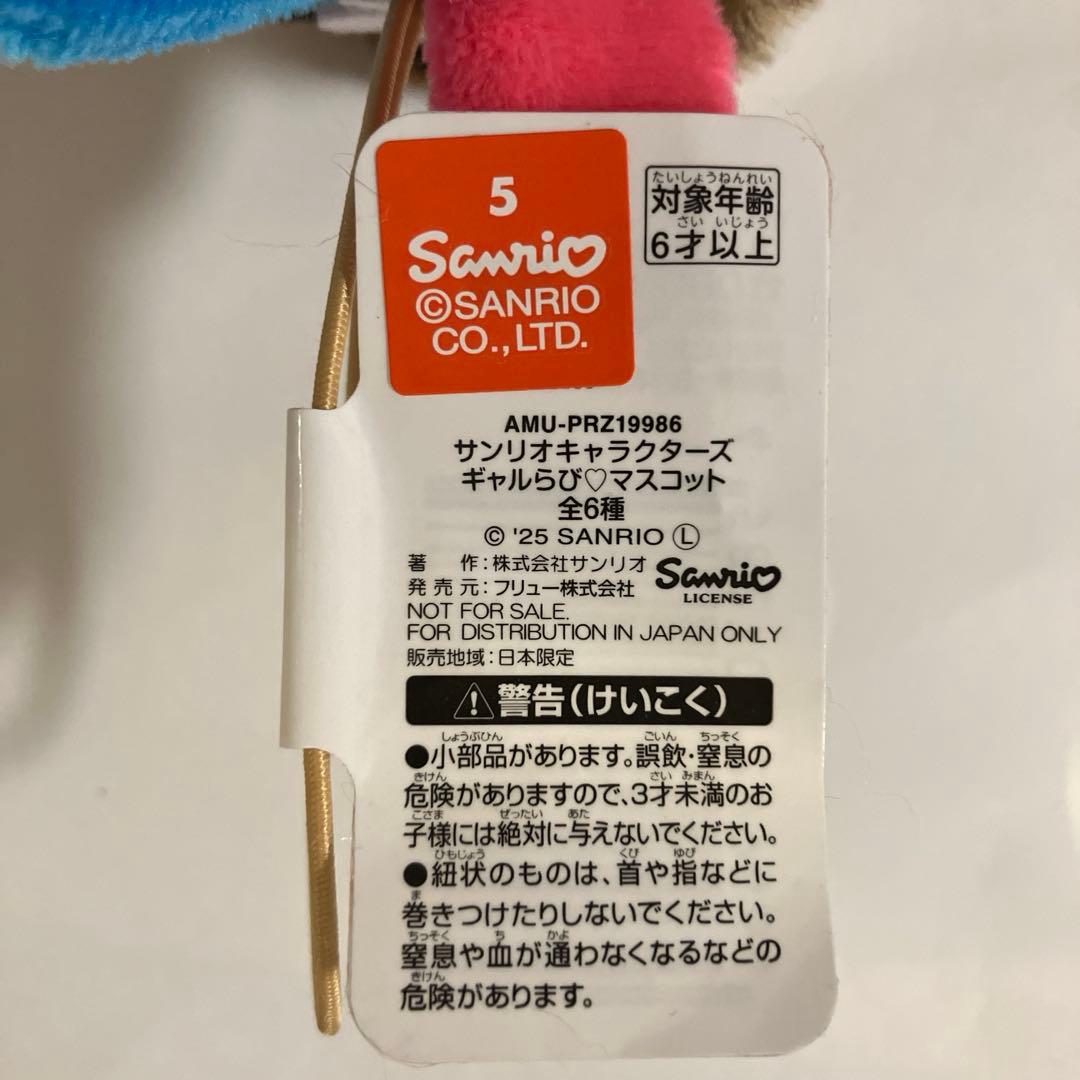 5
Sanrio
©SANRIO
CO., LTD.
たいしょうねんれい
対象年齢
さい いじょう
6才以上
AMU-PRZ19986
サンリオキャラクターズ
ギャルらび♡マスコット
全6種
© '25 SANRIO Ⓛ
著 作:株式会社サンリオ
発売元:フリュー株式会社
Sanrio
LICENSE
NOT FOR SALE.
FOR DISTRIBUTION IN JAPAN ONLY
販売地域:日本限定
⚠警告(けいこく)
しょうぶひん ごいん ちっそく
●小部品があります。誤飲・窒息の
きけん さい みまん
危険がありますので、3才未満のお
こさま ぜったい あた
子様には絶対に与えないでください。
ひもじょう くび ゆび
●紐状のものは、首や指などに
ま
巻きつけたりしないでください。
ちっそく ち かよ
窒息や血が通わなくなるなどの
きけん
危険があります。